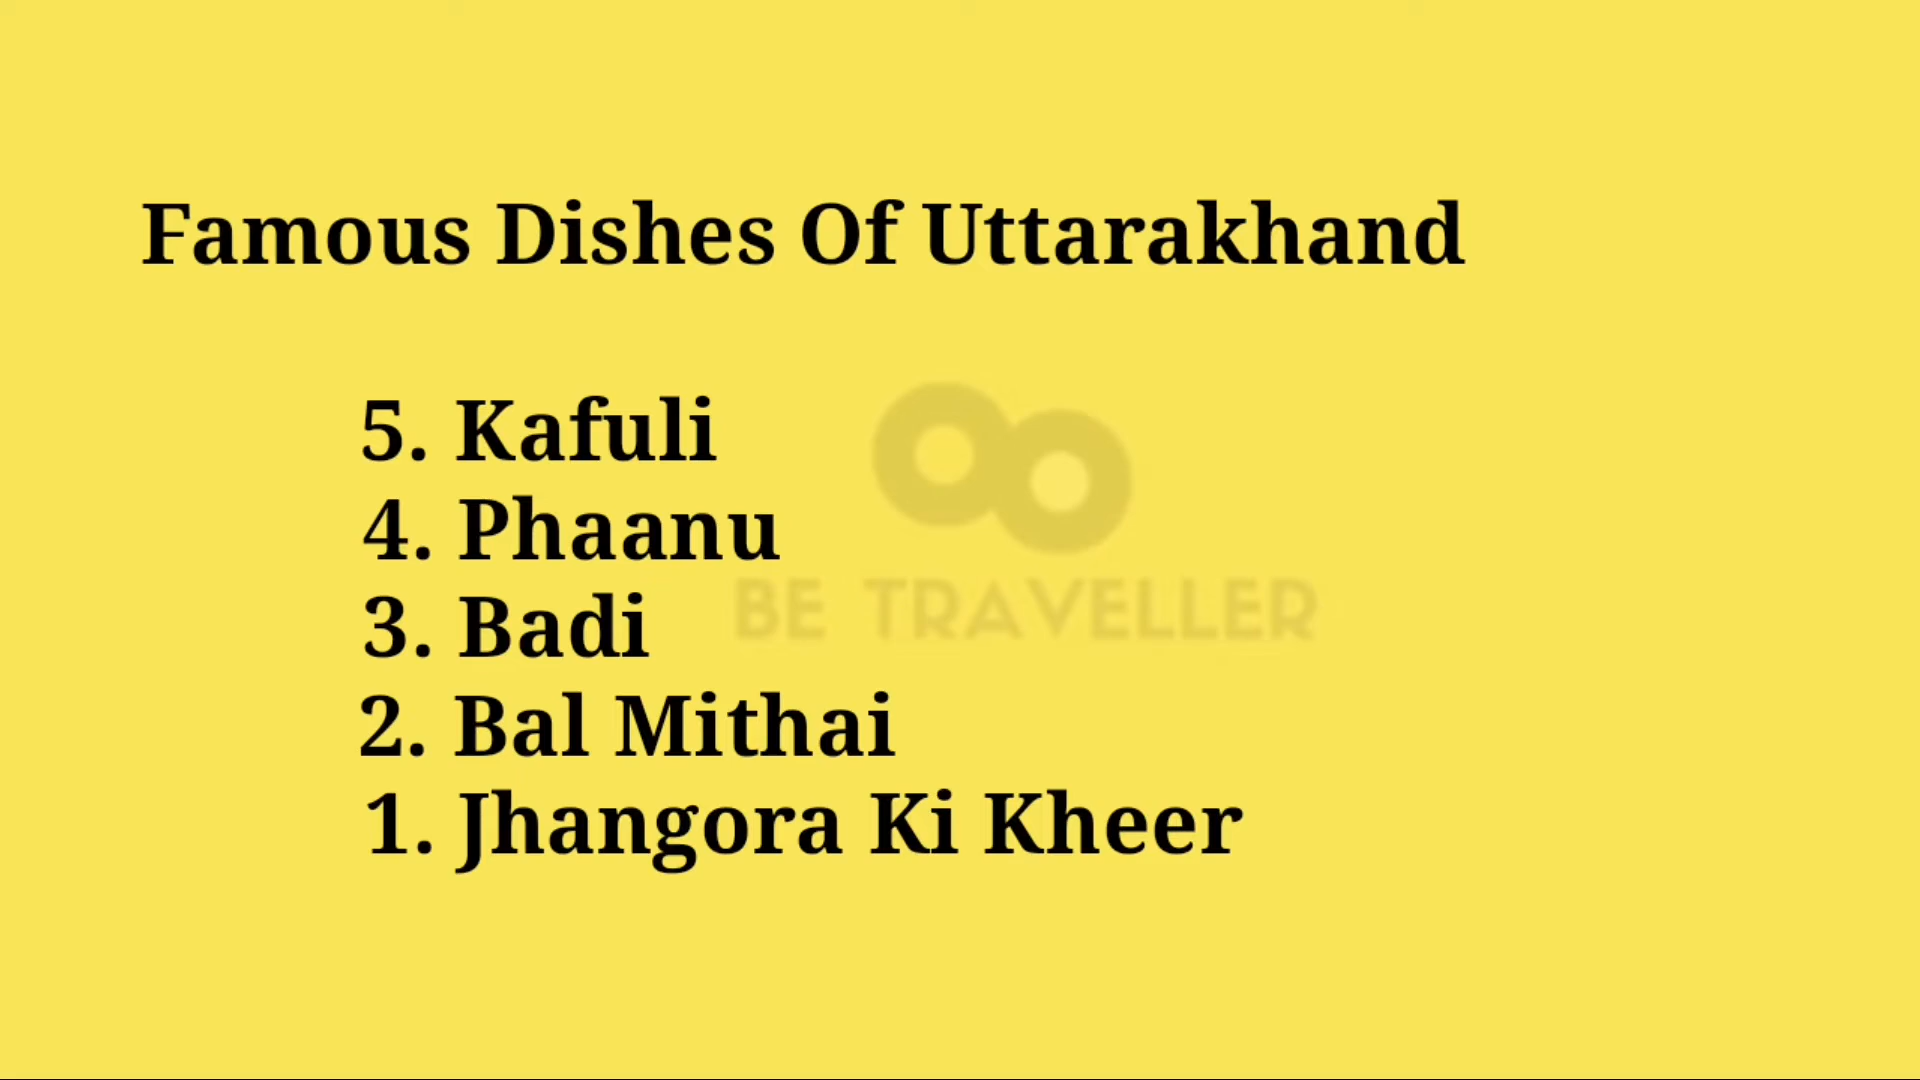 Famous Dishes Of Uttarakhand
5. Kafuli
4. Phaanu
3. Badi
2. Bal Mithai
1. Jhangora Ki Kheer
BE TRAVELLER